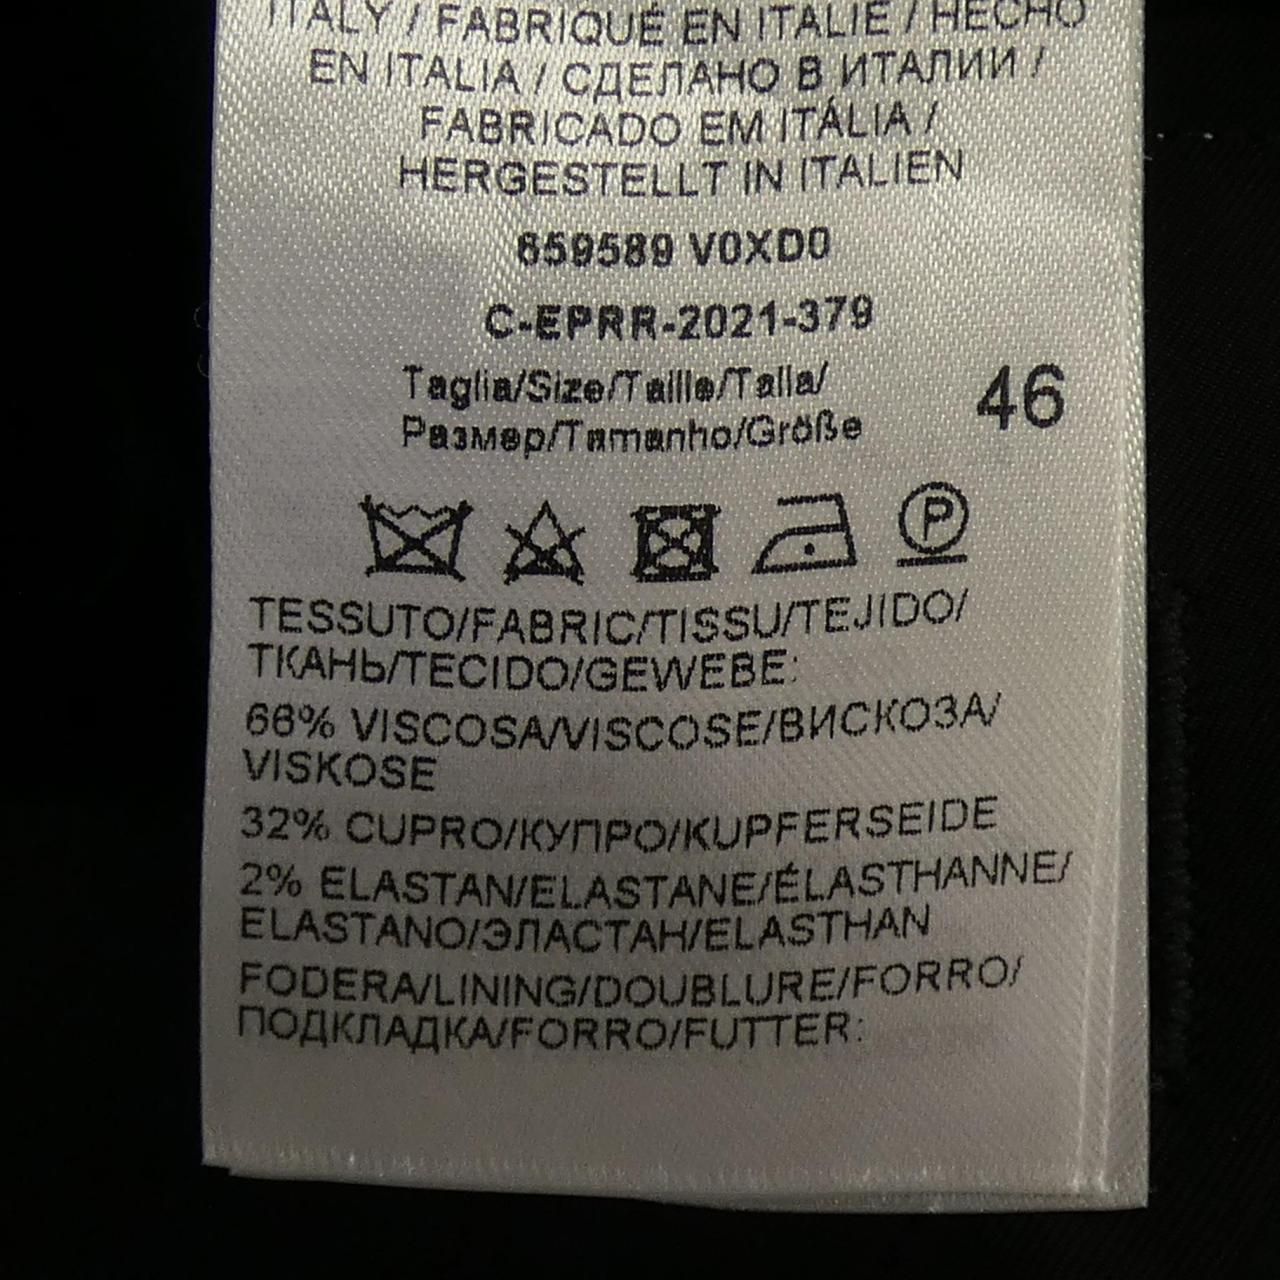 ITALY / FABRIQUÉ EN ITALIE / HECHO
EN ITALIA / СДЕЛАНО В ИТАЛИИ /
FABRICADO EM ITÁLIA /
HERGESTELLT IN ITALIEN
659589 V0XD0
C-EPRR-2021-379
Taglia/Size/Taille/Talla/
Размер/Tamanho/Größe
46
P
TESSUTO/FABRIC/TISSU/TEJIDO/
ТКАНЬ/TECIDO/GEWEBE:
66% VISCOSA/VISCOSE/ВИСКОЗА/
VISKOSE
32% CUPRO/КУПРО/KUPFERSEIDE
2% ELASTAN/ELASTANE/ÉLASTHANNE/
ELASTANO/ЭЛАСТАН/ELASTHAN
FODERA/LINING/DOUBLURE/FORRO/
ПОДКЛАДКА/FORRO/FUTTER: